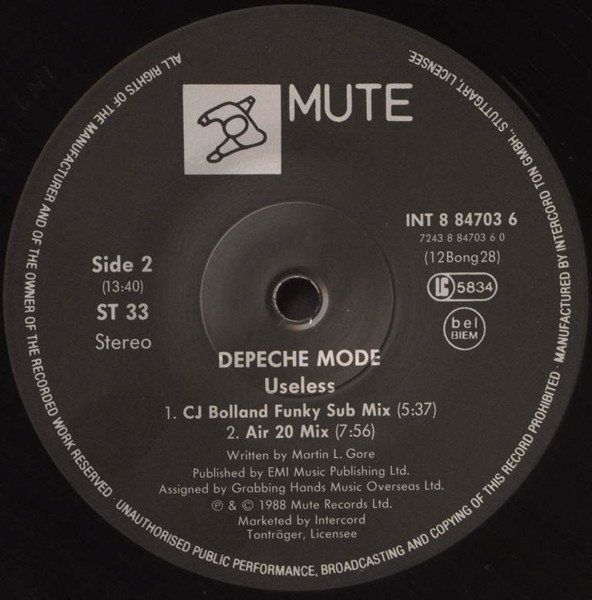 MUTE
INT 8 84703 6
7243 8 84703 6 0
(12Bong28)
LC 5834
bel
BIEM
Side 2
(13:40)
ST 33
Stereo
DEPECHE MODE
Useless
1. CJ Bolland Funky Sub Mix (5:37)
2. Air 20 Mix (7:56)
Written by Martin L. Gore
Published by EMI Music Publishing Ltd.
Assigned by Grabbing Hands Music Overseas Ltd.
℗ & © 1988 Mute Records Ltd.
Marketed by Intercord
Tonträger, Licensee
ALL RIGHTS OF THE MANUFACTURER AND OF THE OWNER OF THE RECORDED WORK RESERVED · UNAUTHORISED PUBLIC PERFORMANCE, BROADCASTING AND COPYING OF THIS RECORD PROHIBITED · MANUFACTURED BY INTERCORD TON GMBH., STUTTGART, LICENSEE.